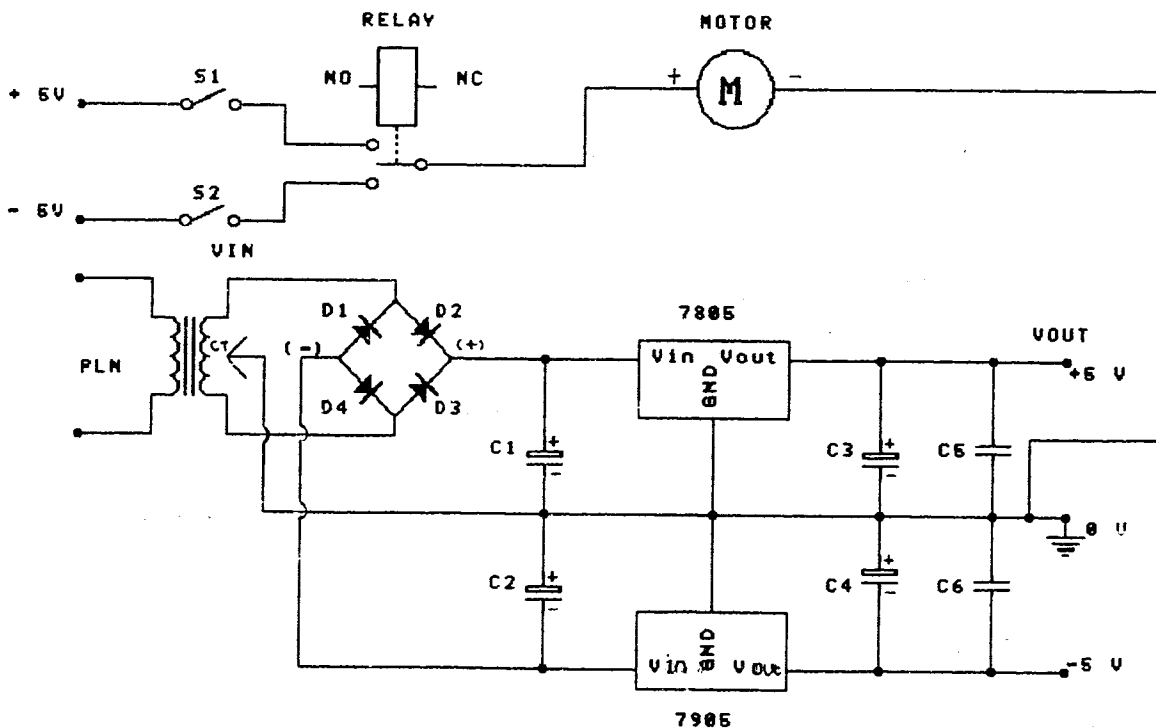 RELAY
MOTOR
S1
NO
NC
+
M
-
+ 5V
S2
- 5V
VIN
D1
D2
7805
VOUT
(-)
CT
(+)
Vin
Vout
GND
+5 V
PLN
D4
D3
C1
+
-
C3
+
-
C5
0 V
C2
+
-
C4
+
-
C6
Vin
GND
VOut
-5 V
7905